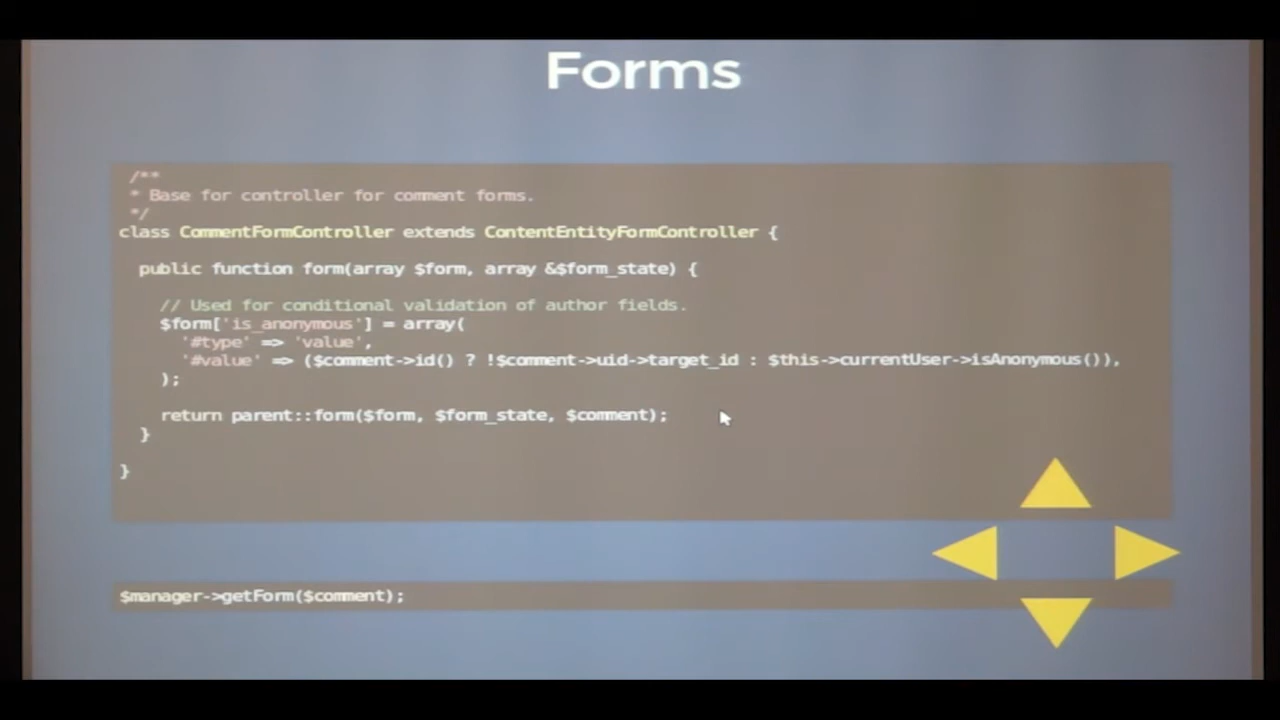 Forms
/**
* Base for controller for comment forms.
*/
class CommentFormController extends ContentEntityFormController {
public function form(array $form, array &$form_state) {
// Used for conditional validation of author fields.
$form['is_anonymous'] = array(
'#type' => 'value',
'#value' => ($comment->id() ? !$comment->uid->target_id : $this->currentUser->isAnonymous()),
);
return parent::form($form, $form_state, $comment);
}
}
$manager->getForm($comment);